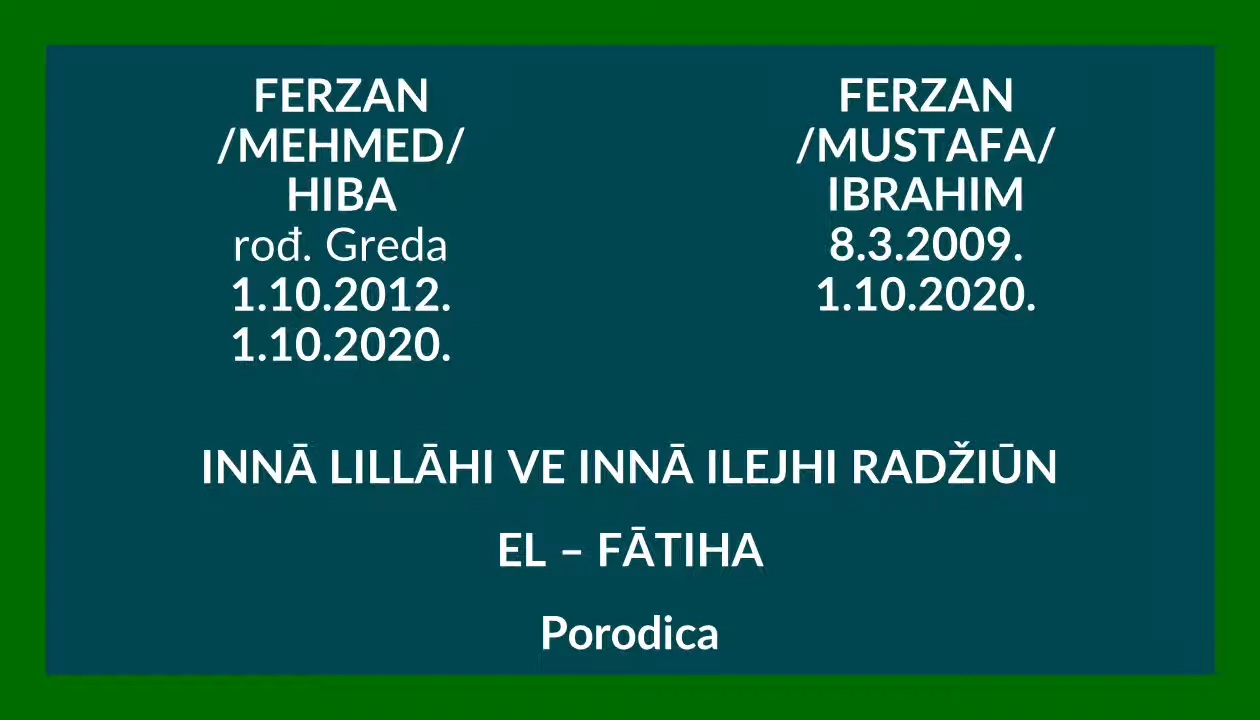 FERZAN
/MEHMED/
HIBA
rođ. Greda
1.10.2012.
1.10.2020.
FERZAN
/MUSTAFA/
IBRAHIM
8.3.2009.
1.10.2020.
INNĀ LILLĀHI VE INNĀ ILEJHI RADŽIŪN
EL – FĀTIHA
Porodica